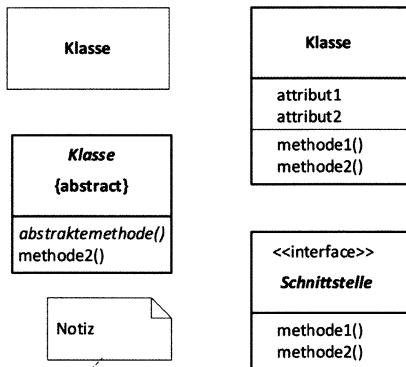 Klasse
Klasse
{abstract}
abstraktemethode()
methode2()
Notiz
Klasse
attribut1
attribut2
methode1()
methode2()
<<interface>>
Schnittstelle
methode1()
methode2()